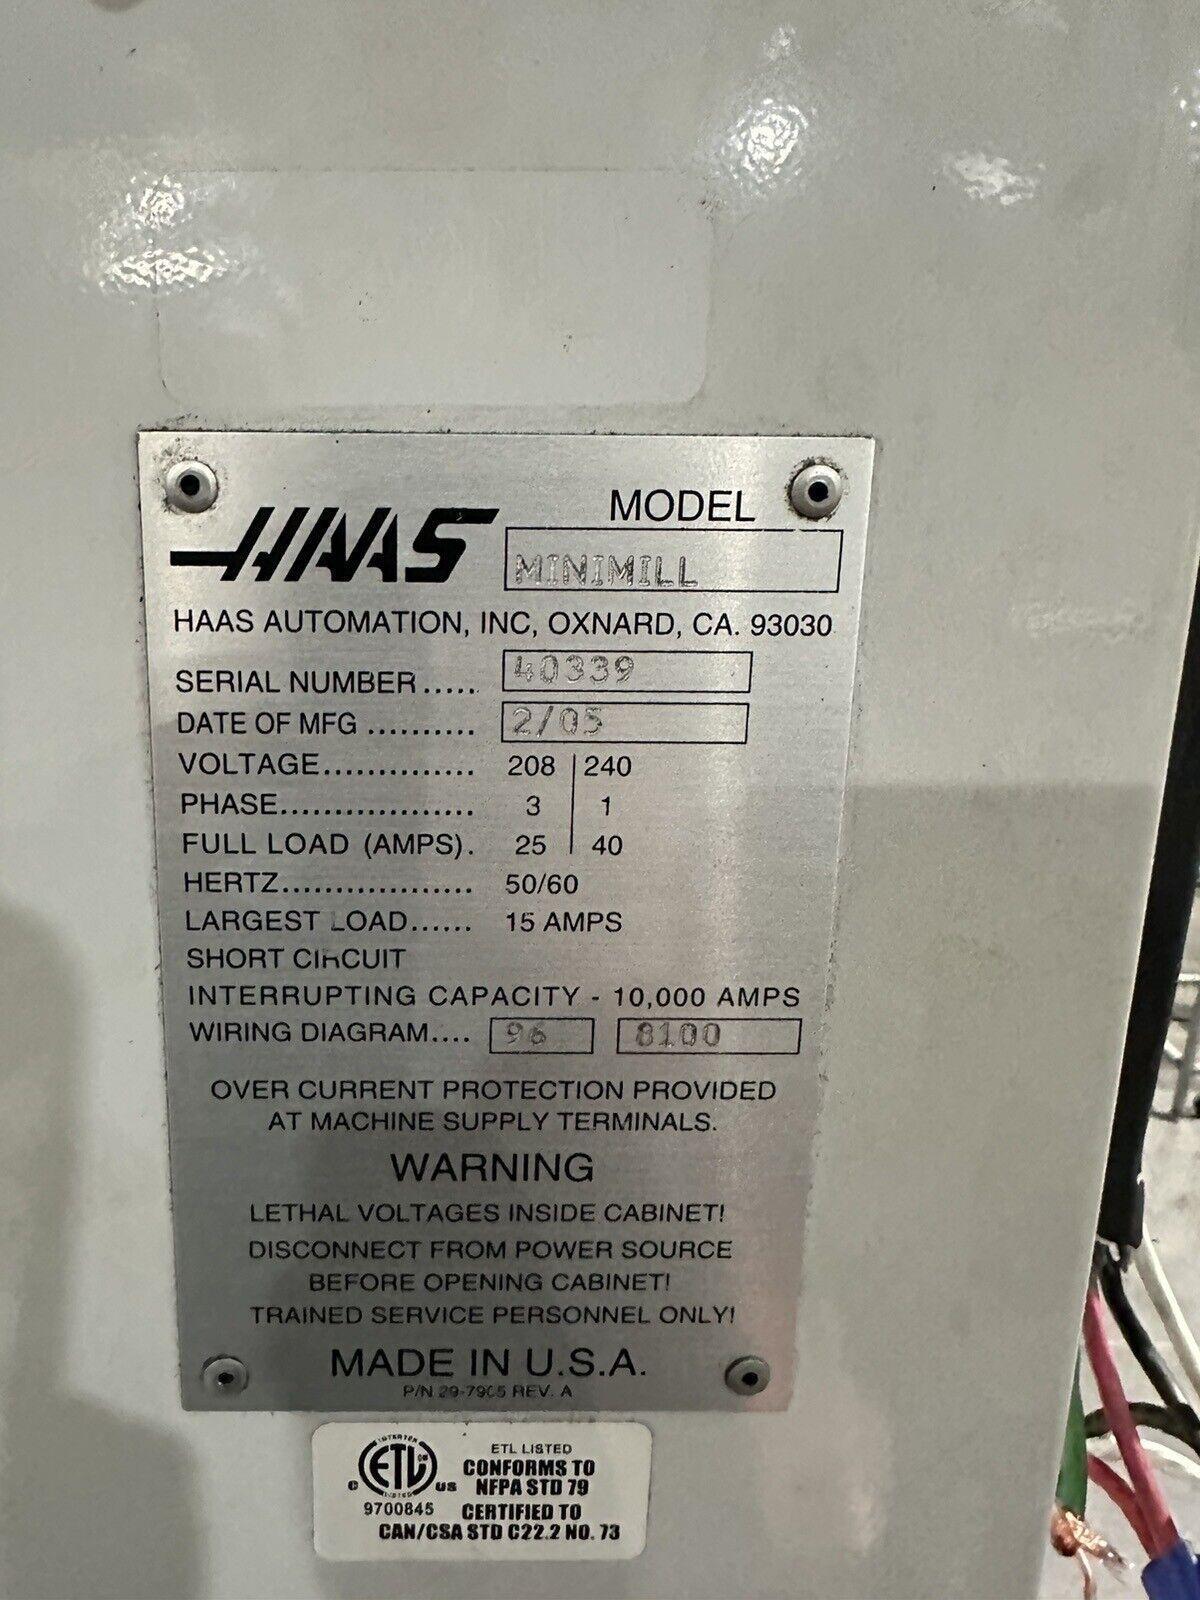 HAAS
MODEL
MINIMILL
HAAS AUTOMATION, INC, OXNARD, CA. 93030
SERIAL NUMBER ..... 40339
DATE OF MFG .......... 2/05
VOLTAGE.............. 208 | 240
PHASE.................. 3 | 1
FULL LOAD (AMPS). 25 | 40
HERTZ.................. 50/60
LARGEST LOAD...... 15 AMPS
SHORT CIRCUIT
INTERRUPTING CAPACITY - 10,000 AMPS
WIRING DIAGRAM.... 96 8100
OVER CURRENT PROTECTION PROVIDED
AT MACHINE SUPPLY TERMINALS.
WARNING
LETHAL VOLTAGES INSIDE CABINET!
DISCONNECT FROM POWER SOURCE
BEFORE OPENING CABINET!
TRAINED SERVICE PERSONNEL ONLY!
MADE IN U.S.A.
P/N 29-7905 REV. A
INTERTEK
ETL
LISTED
C US
9700845
ETL LISTED
CONFORMS TO
NFPA STD 79
CERTIFIED TO
CAN/CSA STD C22.2 NO. 73